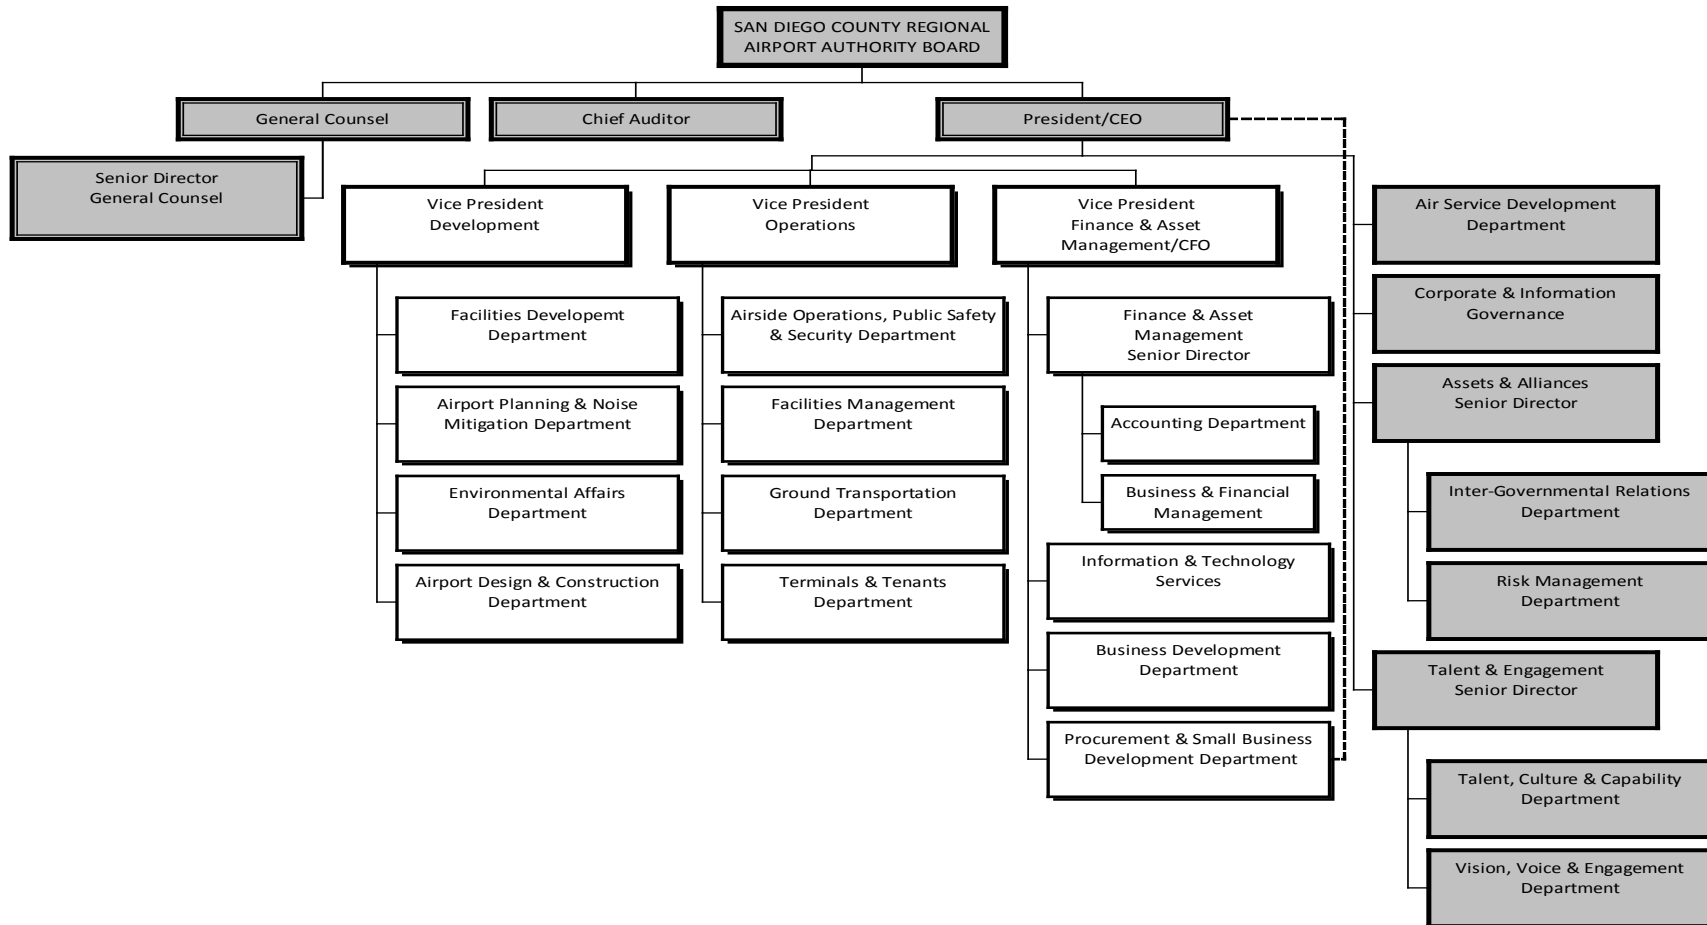 SAN DIEGO COUNTY REGIONAL
AIRPORT AUTHORITY BOARD
General Counsel
Chief Auditor
President/CEO
Senior Director
General Counsel
Vice President
Development
Vice President
Operations
Vice President
Finance & Asset
Management/CFO
Air Service Development
Department
Corporate & Information
Governance
Assets & Alliances
Senior Director
Inter-Governmental Relations
Department
Risk Management
Department
Talent & Engagement
Senior Director
Talent, Culture & Capability
Department
Vision, Voice & Engagement
Department
Facilities Developemt
Department
Airport Planning & Noise
Mitigation Department
Environmental Affairs
Department
Airport Design & Construction
Department
Airside Operations, Public Safety
& Security Department
Facilities Management
Department
Ground Transportation
Department
Terminals & Tenants
Department
Finance & Asset
Management
Senior Director
Accounting Department
Business & Financial
Management
Information & Technology
Services
Business Development
Department
Procurement & Small Business
Development Department